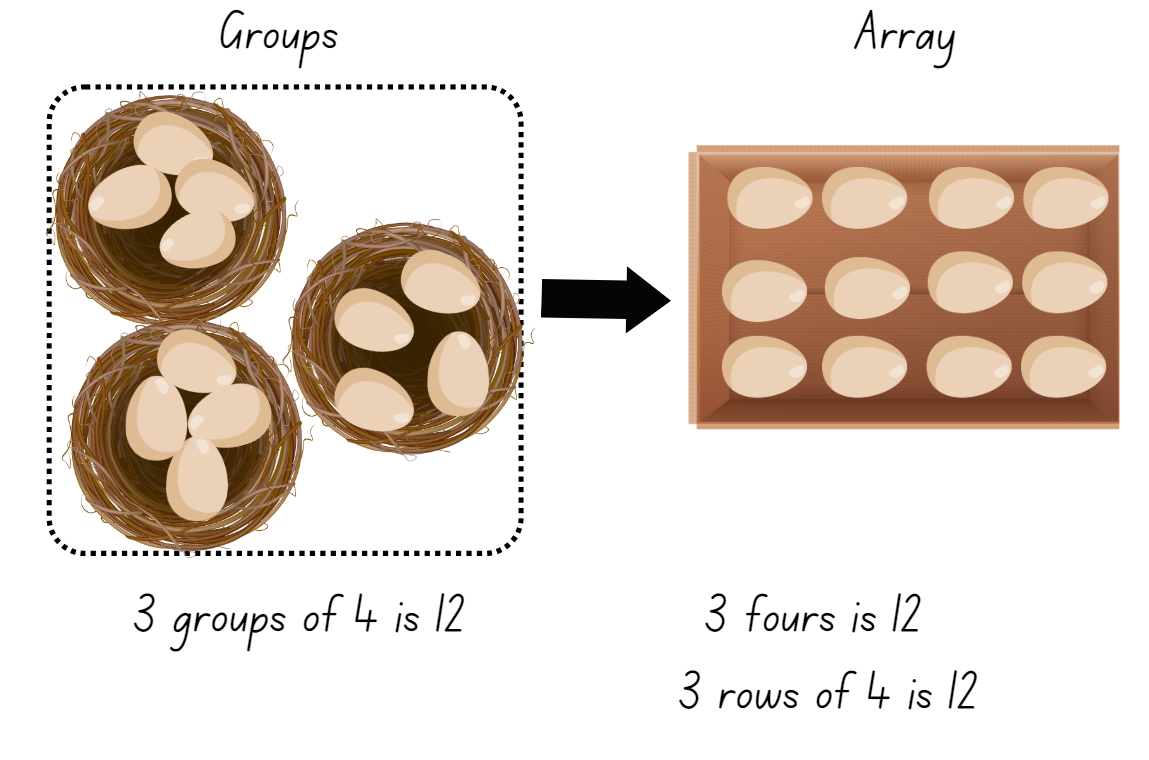 Groups
Array
3 groups of 4 is 12
3 fours is 12
3 rows of 4 is 12